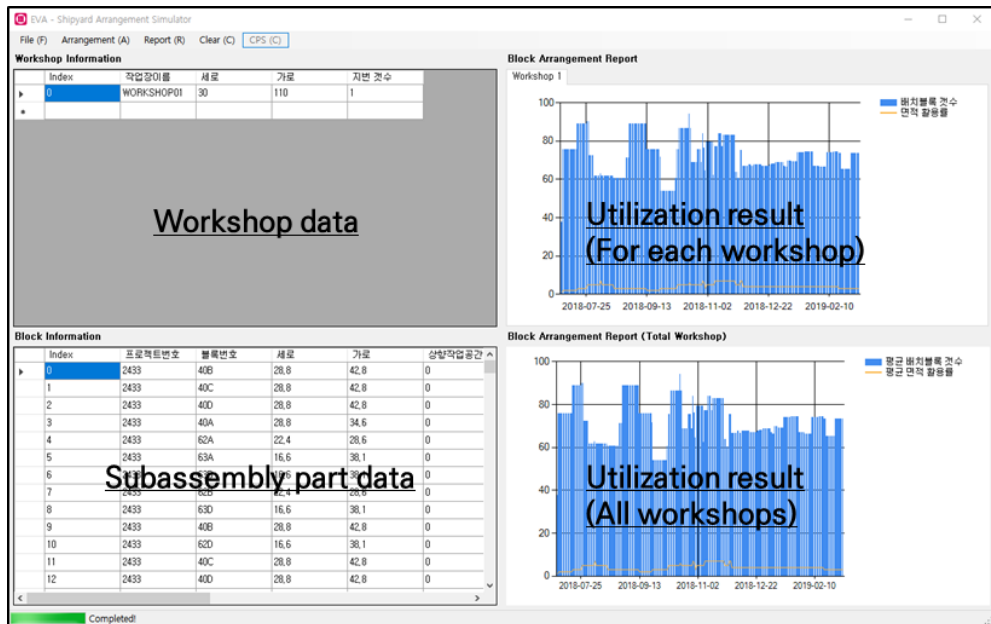 EVA - Shipyard Arrangement Simulator
File (F) Arrangement (A) Report (R) Clear (C) CPS (C)
Workshop Information
Index 작업장이름 세로 가로 지번 갯수
0 WORKSHOP01 30 110 1
Workshop data
Block Arrangement Report
Workshop 1
배치블록 갯수
면적 활용률
100
80
60
40
20
0
2018-07-25 2018-09-13 2018-11-02 2018-12-22 2019-02-10
Utilization result
(For each workshop)
Block Information
Index 프로젝트번호 블록번호 세로 가로 상향작업공간
0 2433 40B 28,8 42,8 0
1 2433 40C 28,8 42,8 0
2 2433 40D 28,8 42,8 0
3 2433 40A 28,8 34,6 0
4 2433 62A 22,4 28,6 0
5 2433 63A 16,6 38,1 0
6 2433 0
7 2433 0
8 2433 63D 16,6 38,1 0
9 2433 40B 28,8 42,8 0
10 2433 62D 16,6 38,1 0
11 2433 40C 28,8 42,8 0
12 2433 40D 28,8 42,8 0
Subassembly part data
Block Arrangement Report (Total Workshop)
평균 배치블록 갯수
평균 면적 활용률
100
80
60
40
20
0
2018-07-25 2018-09-13 2018-11-02 2018-12-22 2019-02-10
Utilization result
(All workshops)
Completed!